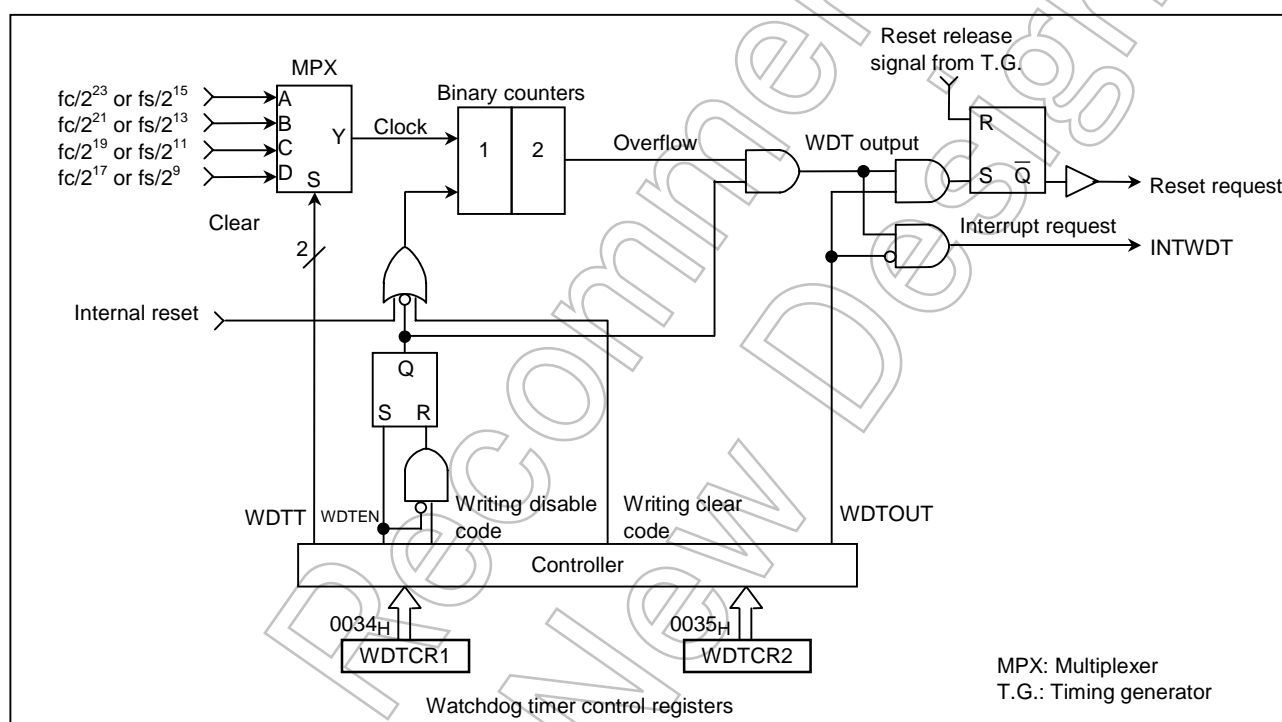 Reset release
signal from T.G.
MPX
fc/2^23 or fs/2^15
fc/2^21 or fs/2^13
fc/2^19 or fs/2^11
fc/2^17 or fs/2^9
A
B
C
D
S
Y
Clock
Binary counters
1
2
Overflow
WDT output
R
S
Q̅
Reset request
Interrupt request
INTWDT
Clear
2
Internal reset
Q
S
R
WDTT
WDTEN
Writing disable
code
Writing clear
code
WDTOUT
Controller
0034H
0035H
WDTCR1
WDTCR2
Watchdog timer control registers
MPX: Multiplexer
T.G.: Timing generator